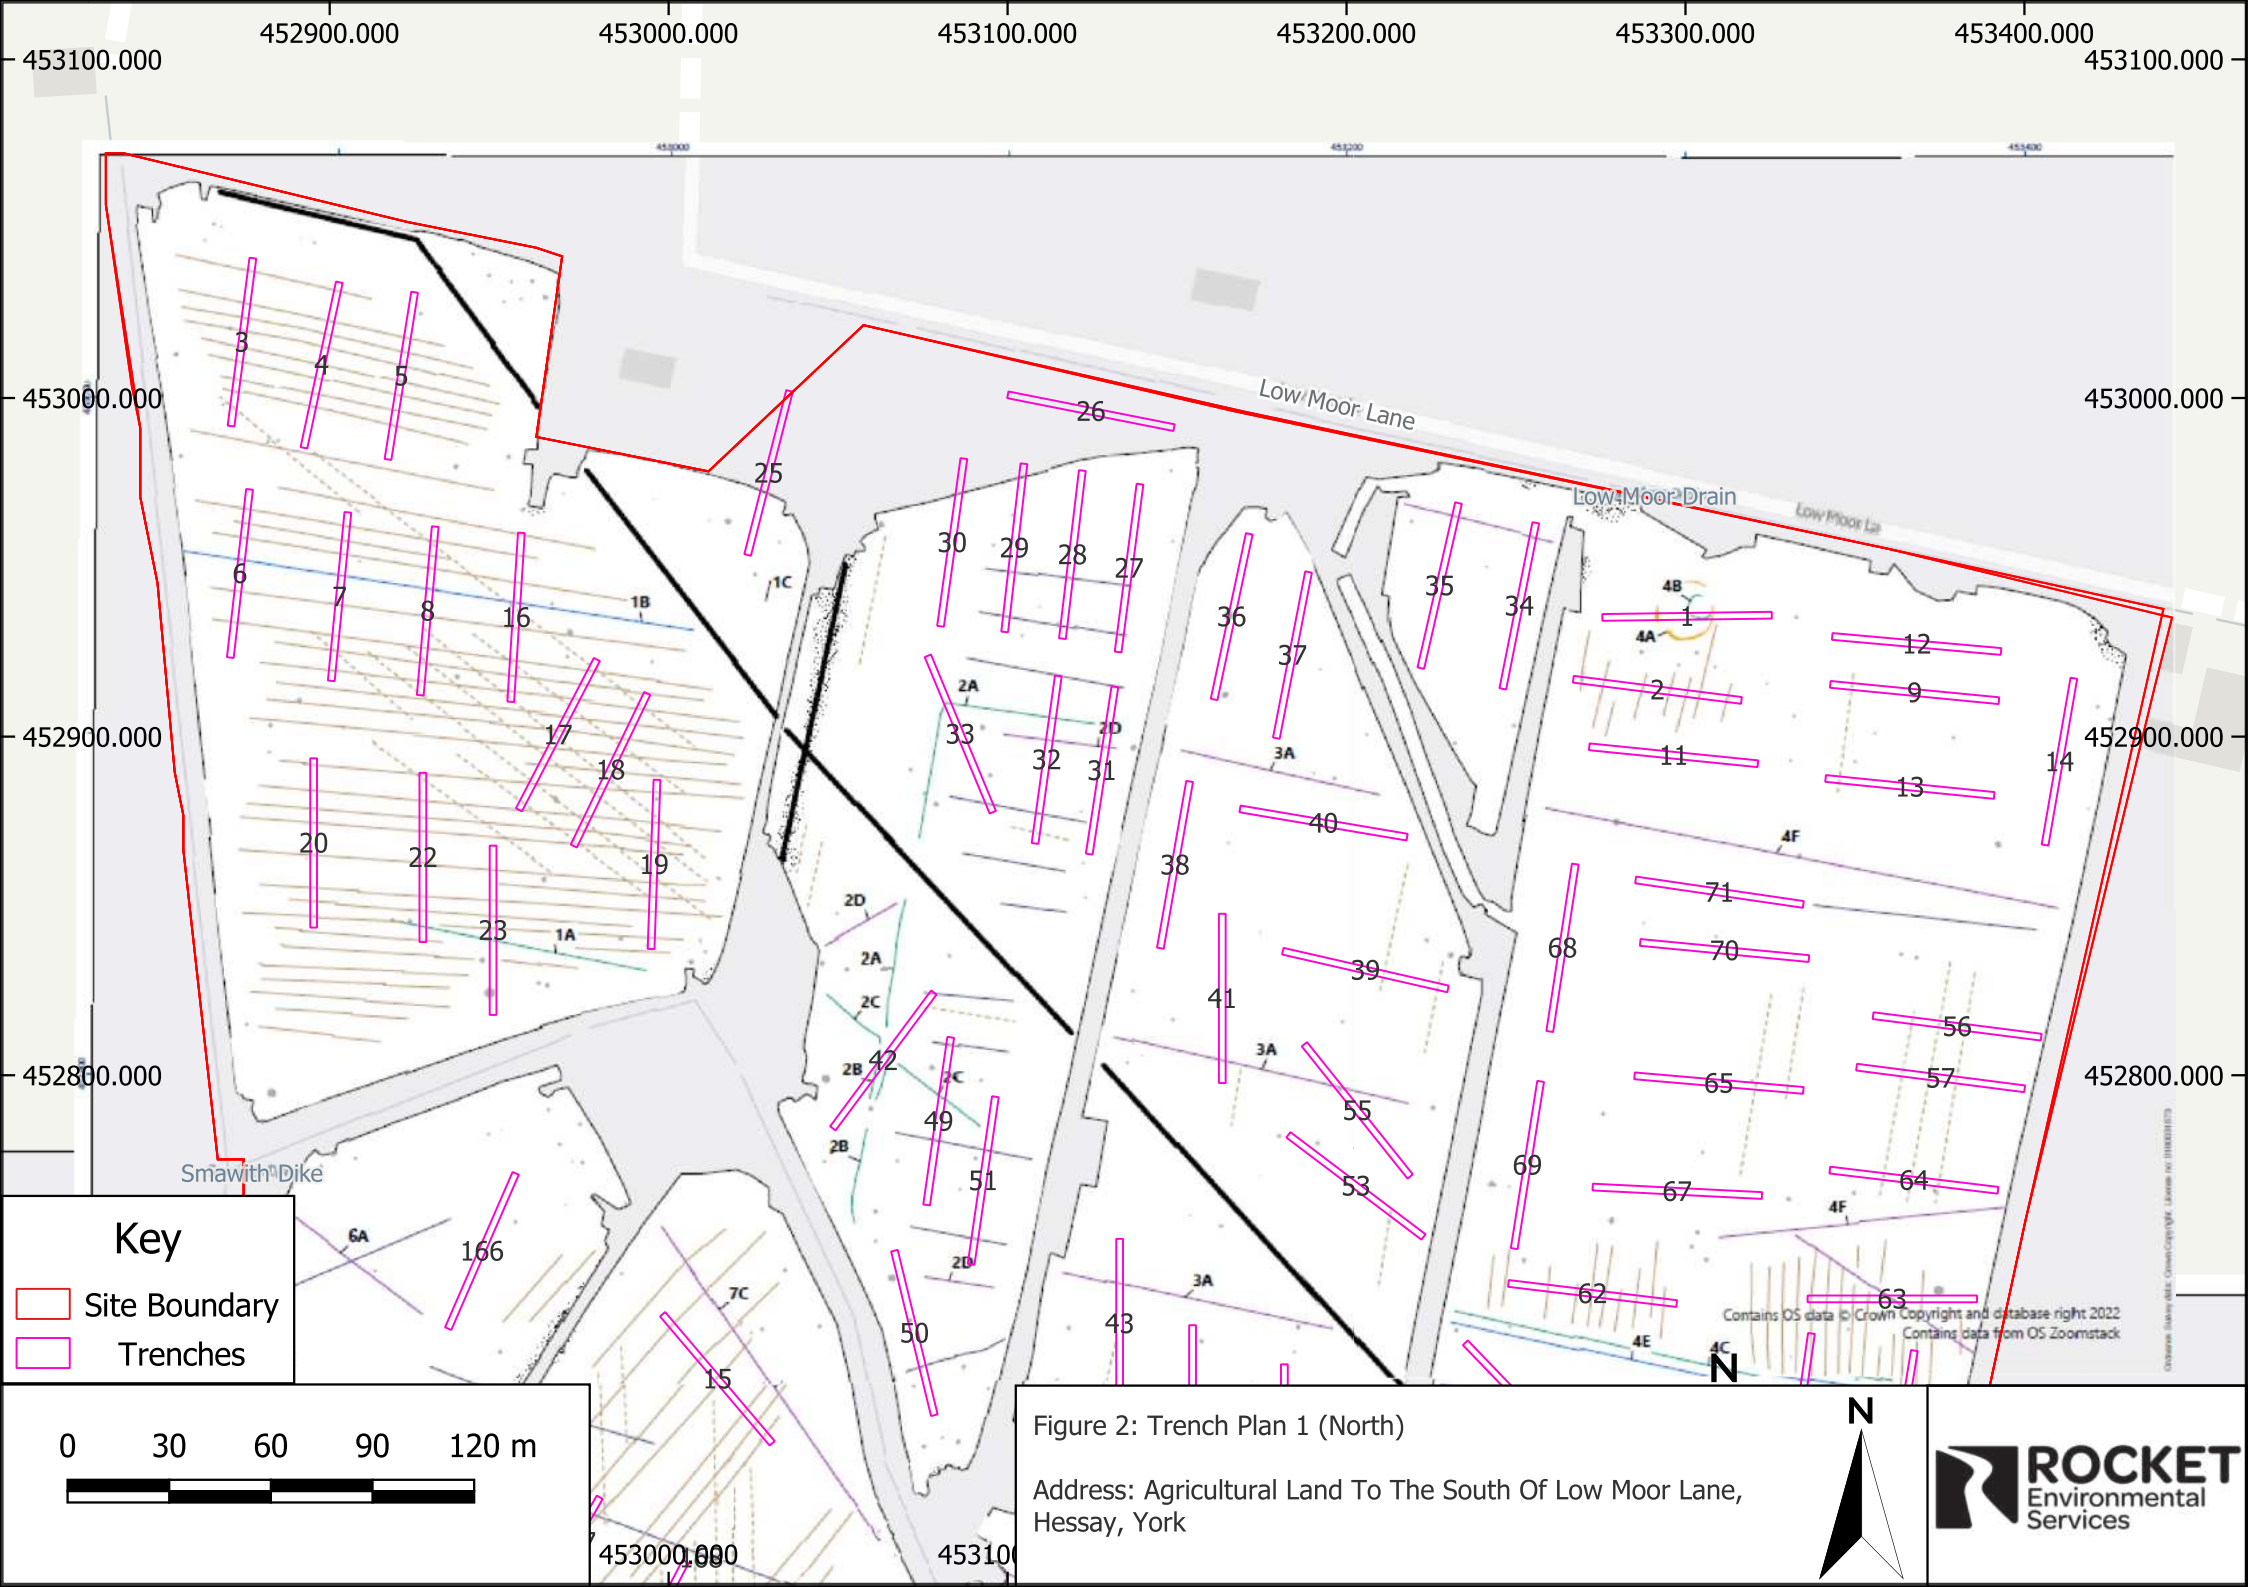 452900.000 453000.000 453100.000 453200.000 453300.000 453400.000
453100.000 453100.000
453000 453200 453400
Low Moor Lane
453000.000 453000.000
Low Moor Drain
Low Moor La
3 4 5 25 26
30 29 28 27 35 34
6 7 8 16 36 37
1B 1C 4B 4A 1 12
2 9
2A 2D
452900.000 452900.000
17 18 33 32 31 3A 11 13 14
20 22 19 38 40 4F
23 1A 2D 71
2A 2C 41 39 68 70
42 56
452800.000 452800.000
2B 2C 3A 65 57
49 55
2B 51 53 69 67 64
Smawith Dike
6A 166 2D 4F
7C 3A 62 63
50 43
15 4E 4C
Contains OS data © Crown Copyright and database right 2022
Contains data from OS Zoomstack
N
Key
Site Boundary
Trenches
0 30 60 90 120 m
453000.000 168
453100
Figure 2: Trench Plan 1 (North)
Address: Agricultural Land To The South Of Low Moor Lane,
Hessay, York
N
ROCKET
Environmental
Services